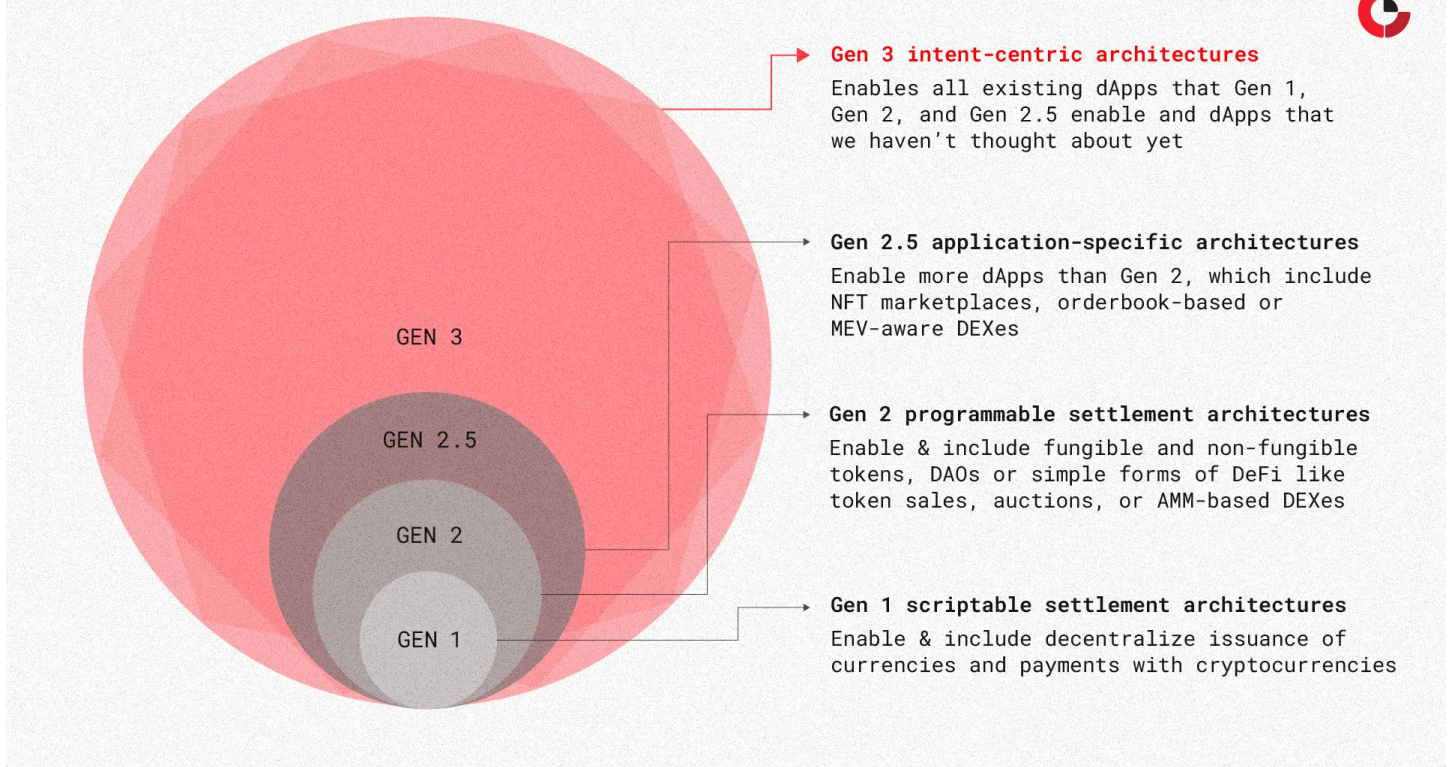 Gen 3 intent-centric architectures
Enables all existing dApps that Gen 1,
Gen 2, and Gen 2.5 enable and dApps that
we haven’t thought about yet
Gen 2.5 application-specific architectures
Enable more dApps than Gen 2, which include
NFT marketplaces, orderbook-based or
MEV-aware DEXes
Gen 2 programmable settlement architectures
Enable & include fungible and non-fungible
tokens, DAOs or simple forms of DeFi like
token sales, auctions, or AMM-based DEXes
Gen 1 scriptable settlement architectures
Enable & include decentralize issuance of
currencies and payments with cryptocurrencies
GEN 3
GEN 2.5
GEN 2
GEN 1